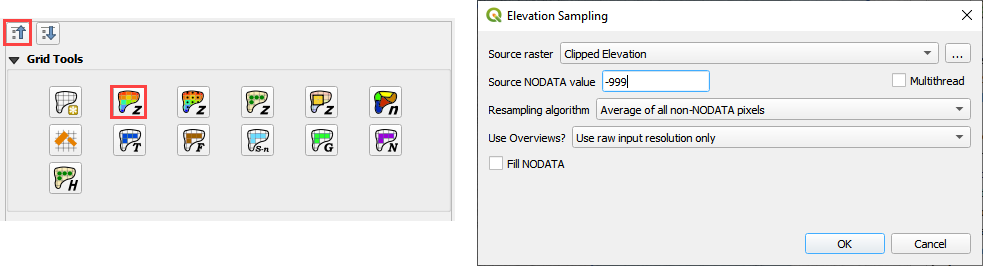 Grid Tools
Z
Z
Z
Z
n
T
F
S-n
G
N
H
Elevation Sampling
Source raster
Clipped Elevation
...
Source NODATA value
-999
Multithread
Resampling algorithm
Average of all non-NODATA pixels
Use Overviews?
Use raw input resolution only
Fill NODATA
OK
Cancel